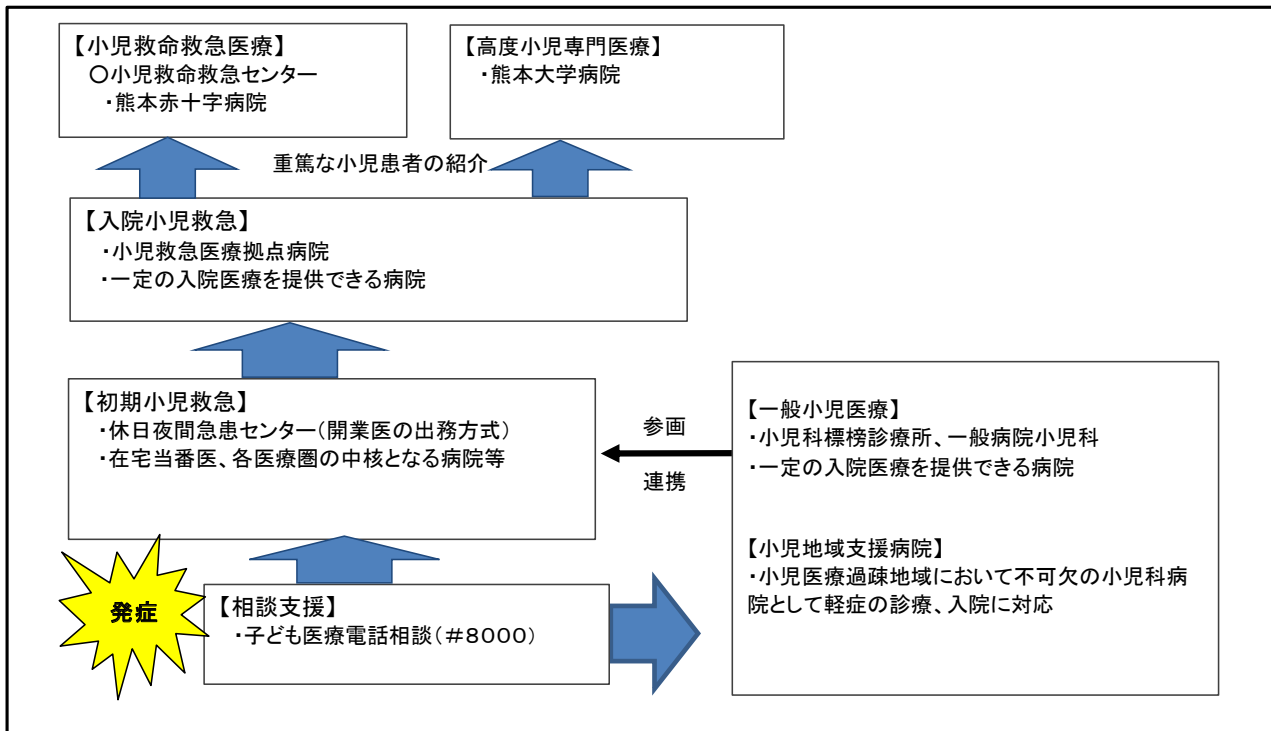 【小児救命救急医療】
〇小児救命救急センター
・熊本赤十字病院
【高度小児専門医療】
・熊本大学病院
重篤な小児患者の紹介
【入院小児救急】
・小児救急医療拠点病院
・一定の入院医療を提供できる病院
【初期小児救急】
・休日夜間急患センター（開業医の出務方式）
・在宅当番医、各医療圏の中核となる病院等
参画
連携
【一般小児医療】
・小児科標榜診療所、一般病院小児科
・一定の入院医療を提供できる病院
【小児地域支援病院】
・小児医療過疎地域において不可欠の小児科病
院として軽症の診療、入院に対応
発症
【相談支援】
・子ども医療電話相談（＃８０００）